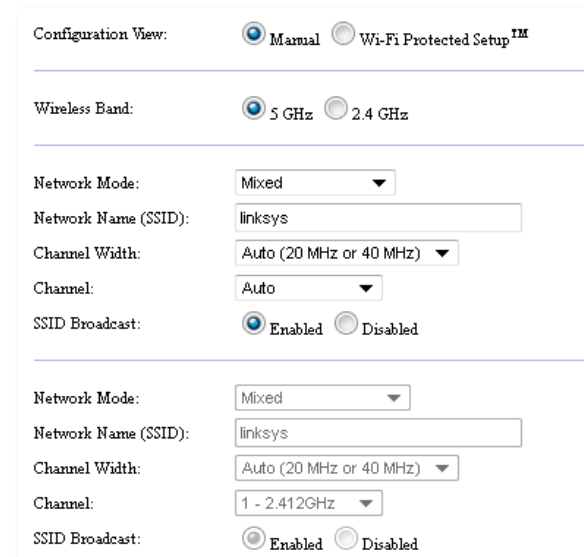 Configuration View: Manual Wi-Fi Protected Setup™
Wireless Band: 5 GHz 2.4 GHz
Network Mode: Mixed
Network Name (SSID): linksys
Channel Width: Auto (20 MHz or 40 MHz)
Channel: Auto
SSID Broadcast: Enabled Disabled
Network Mode: Mixed
Network Name (SSID): linksys
Channel Width: Auto (20 MHz or 40 MHz)
Channel: 1 - 2.412GHz
SSID Broadcast: Enabled Disabled